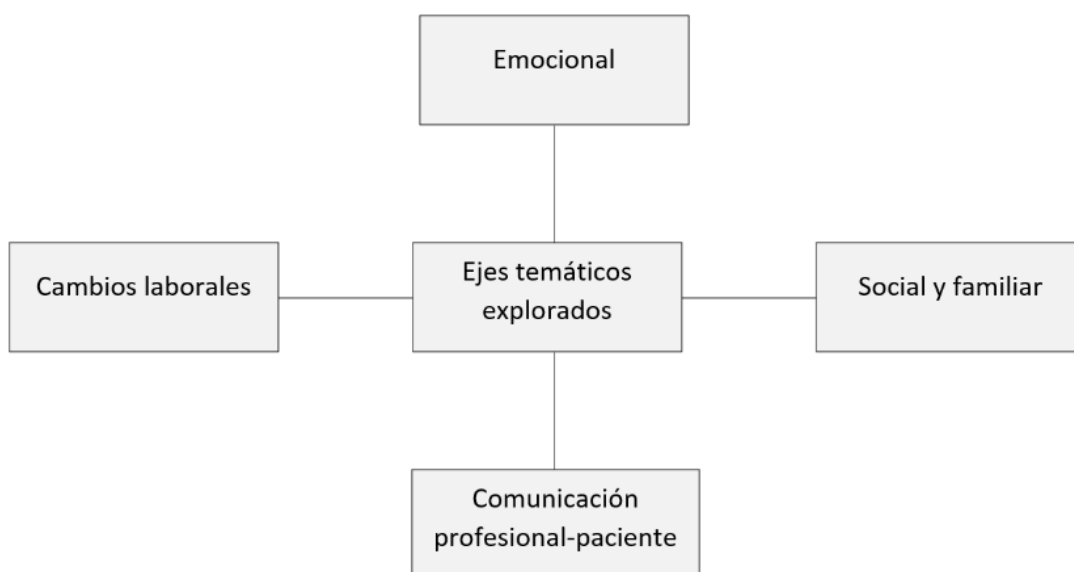 Emocional
Cambios laborales
Ejes temáticos
explorados
Social y familiar
Comunicación
profesional-paciente